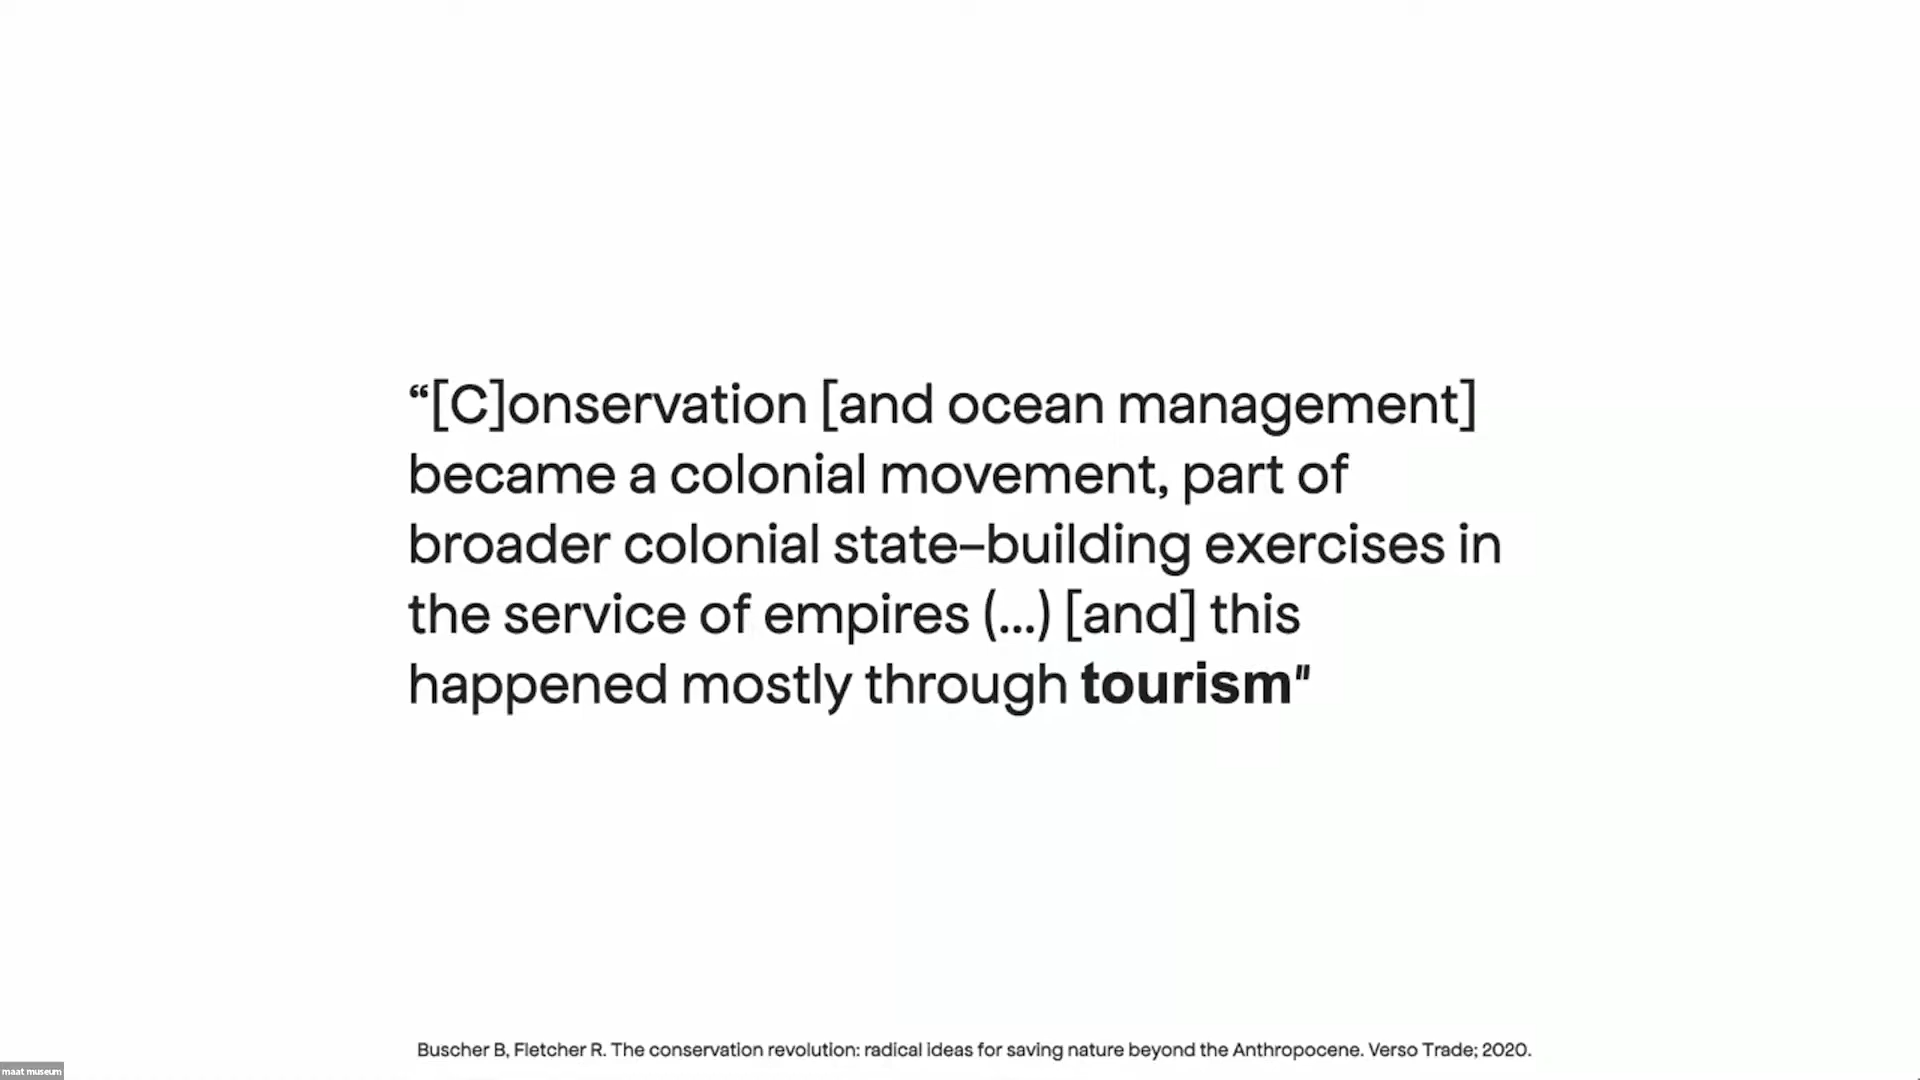 “[C]onservation [and ocean management]
became a colonial movement, part of
broader colonial state–building exercises in
the service of empires (...) [and] this
happened mostly through tourism"
Buscher B, Fletcher R. The conservation revolution: radical ideas for saving nature beyond the Anthropocene. Verso Trade; 2020.
maat museum